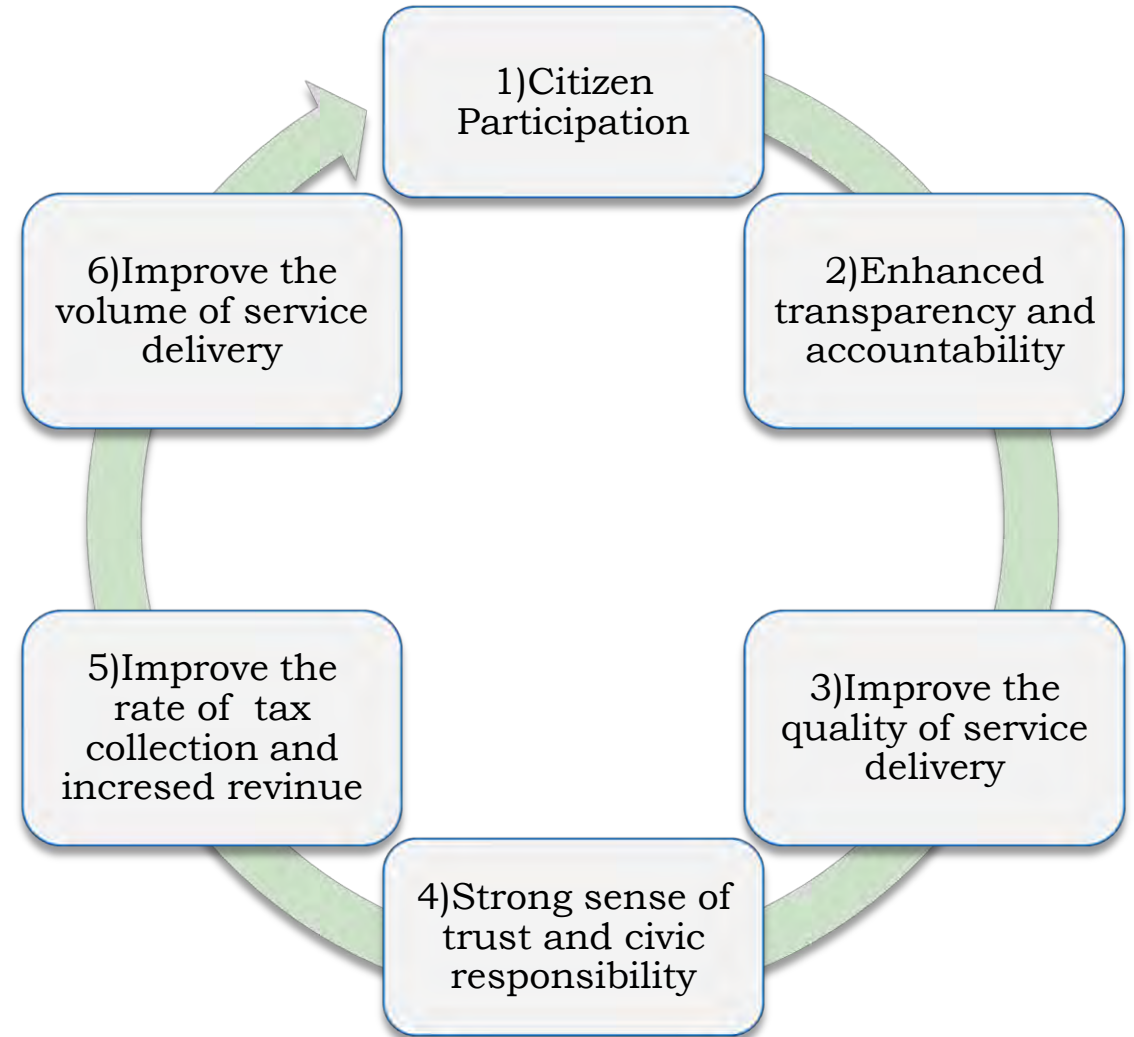 1)Citizen
Participation
2)Enhanced
transparency and
accountability
3)Improve the
quality of service
delivery
4)Strong sense of
trust and civic
responsibility
5)Improve the
rate of  tax
collection and
incresed revinue
6)Improve the
volume of service
delivery